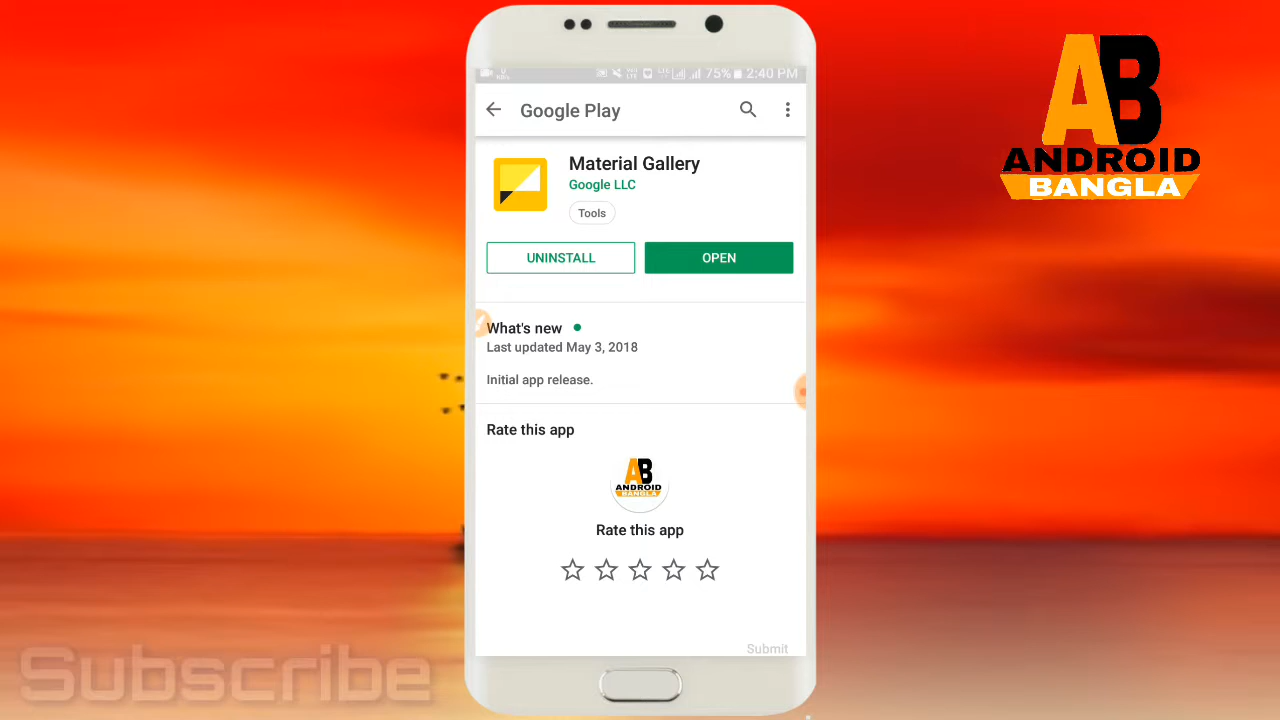 75% 2:40 PM
Google Play
Material Gallery
Google LLC
Tools
UNINSTALL
OPEN
What's new
Last updated May 3, 2018
Initial app release.
Rate this app
AB
ANDROID
BANGLA
Rate this app
Submit
AB
ANDROID
BANGLA
Subscribe